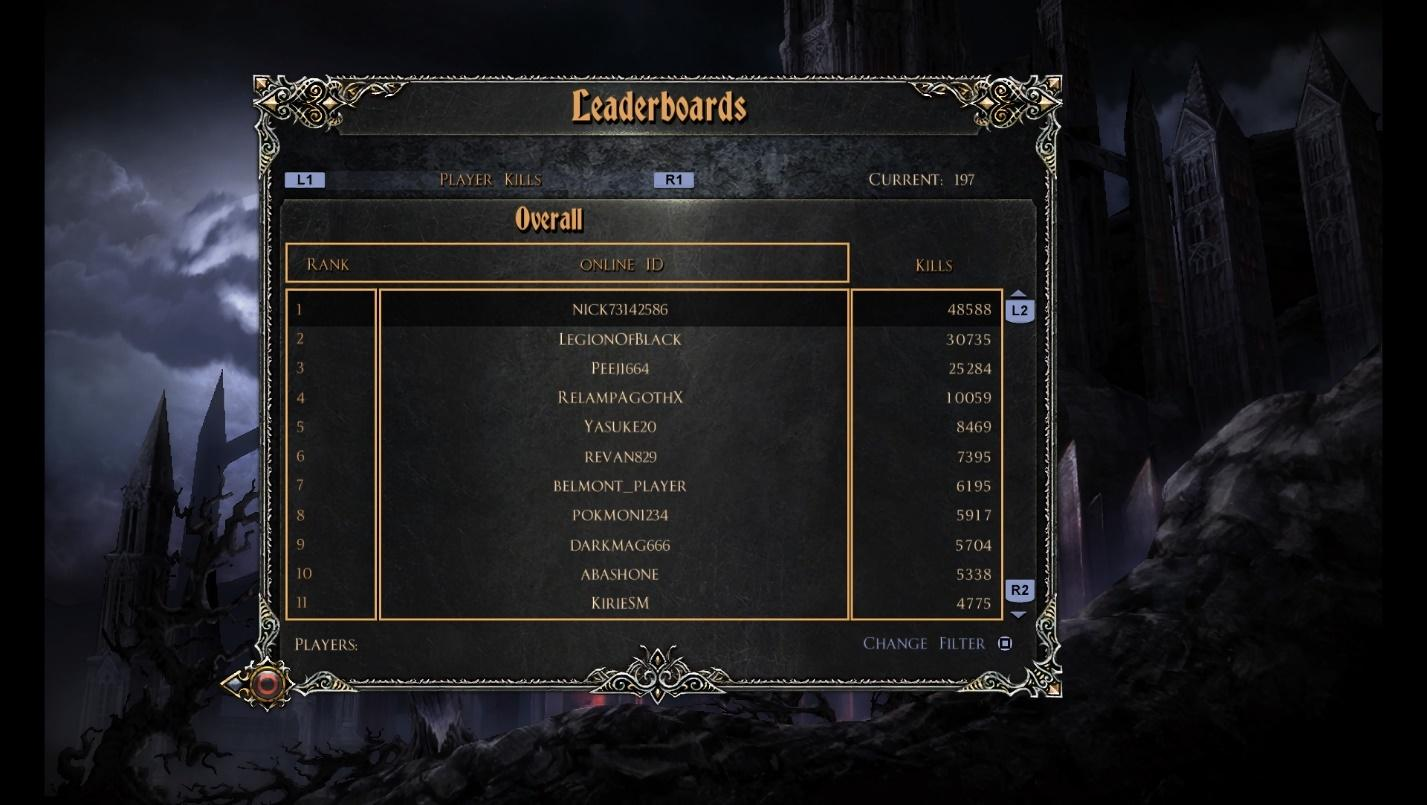 Leaderboards
L1 PLAYER KILLS R1 CURRENT: 197
Overall
RANK ONLINE ID KILLS
1 NICK73142586 48588 L2
2 LEGIONOFBLACK 30735
3 PEEJI664 25284
4 RELAMPAGOTHX 10059
5 YASUKE20 8469
6 REVAN829 7395
7 BELMONT_PLAYER 6195
8 POKMON1234 5917
9 DARKMAG666 5704
10 ABASHONE 5338
R2
11 KIRIESM 4775
PLAYERS: CHANGE FILTER